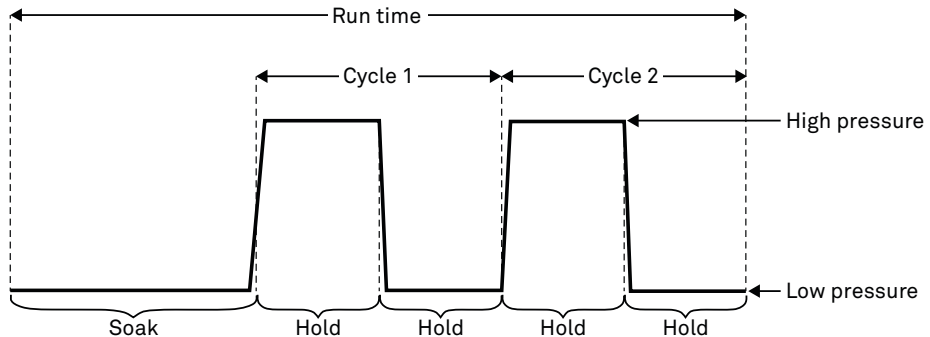 Run time
Cycle 1
Cycle 2
High pressure
Low pressure
Soak
Hold
Hold
Hold
Hold